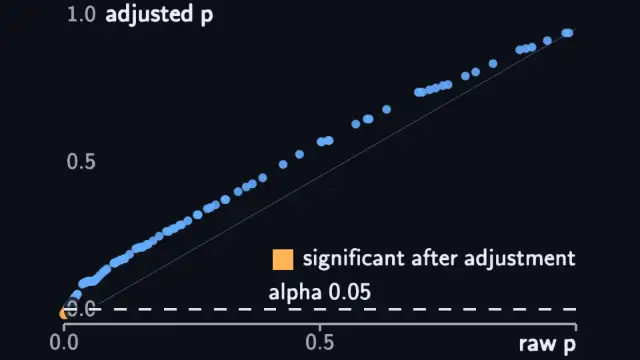 1.0 adjusted p
0.5
significant after adjustment
alpha 0.05
0.0
0.0 0.5 raw p